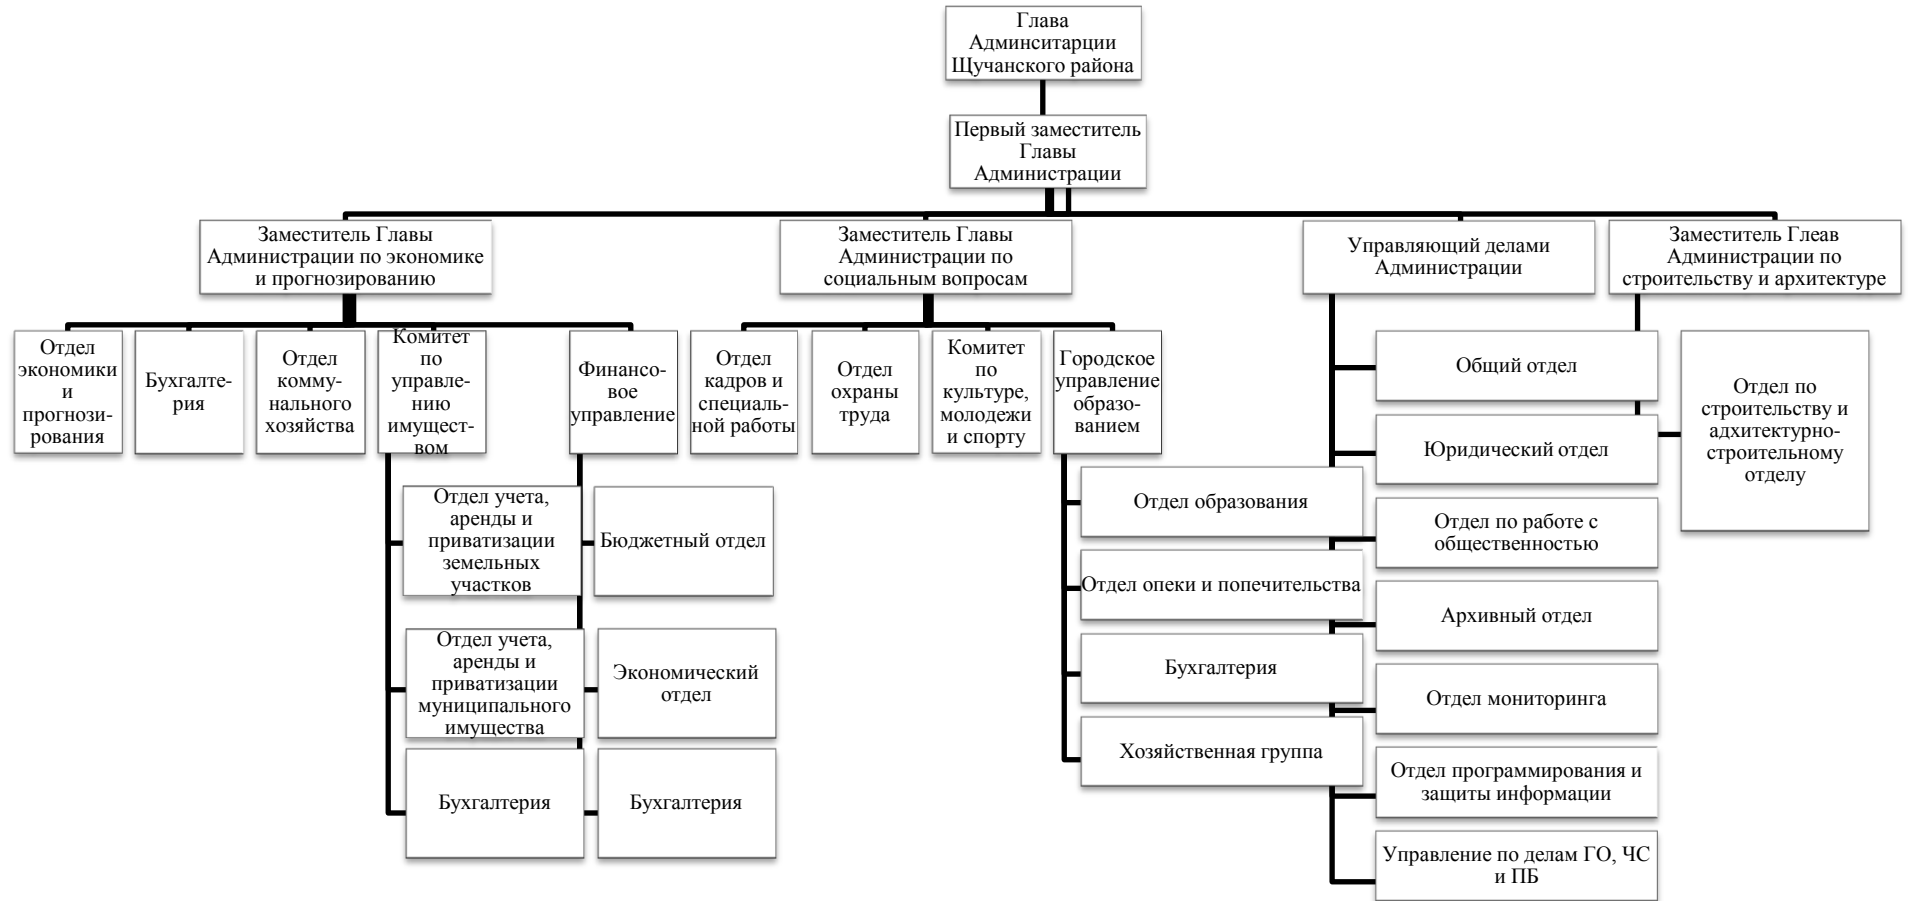 Глава
Админситарции
Щучанского района
Первый заместитель
Главы
Администрации
Заместитель Главы
Администрации по экономике
и прогнозированию
Заместитель Главы
Администрации по
социальным вопросам
Управляющий делами
Администрации
Заместитель Глеав
Администрации по
строительству и архитектуре
Отдел
экономики
и
прогнози-
рования
Бухгалте-
рия
Отдел
комму-
нального
хозяйства
Комитет
по
управле-
нию
имущест-
вом
Финансо-
вое
управление
Отдел
кадров и
специаль-
ной работы
Отдел
охраны
труда
Комитет
по
культуре,
молодежи
и спорту
Городское
управление
образо-
ванием
Отдел учета,
аренды и
приватизации
земельных
участков
Отдел учета,
аренды и
приватизации
муниципального
имущества
Бухгалтерия
Бюджетный отдел
Экономический
отдел
Бухгалтерия
Отдел образования
Отдел опеки и попечительства
Бухгалтерия
Хозяйственная группа
Общий отдел
Юридический отдел
Отдел по работе с
общественностью
Архивный отдел
Отдел мониторинга
Отдел программирования и
защиты информации
Управление по делам ГО, ЧС
и ПБ
Отдел по
строительству и
адхитектурно-
строительному
отделу